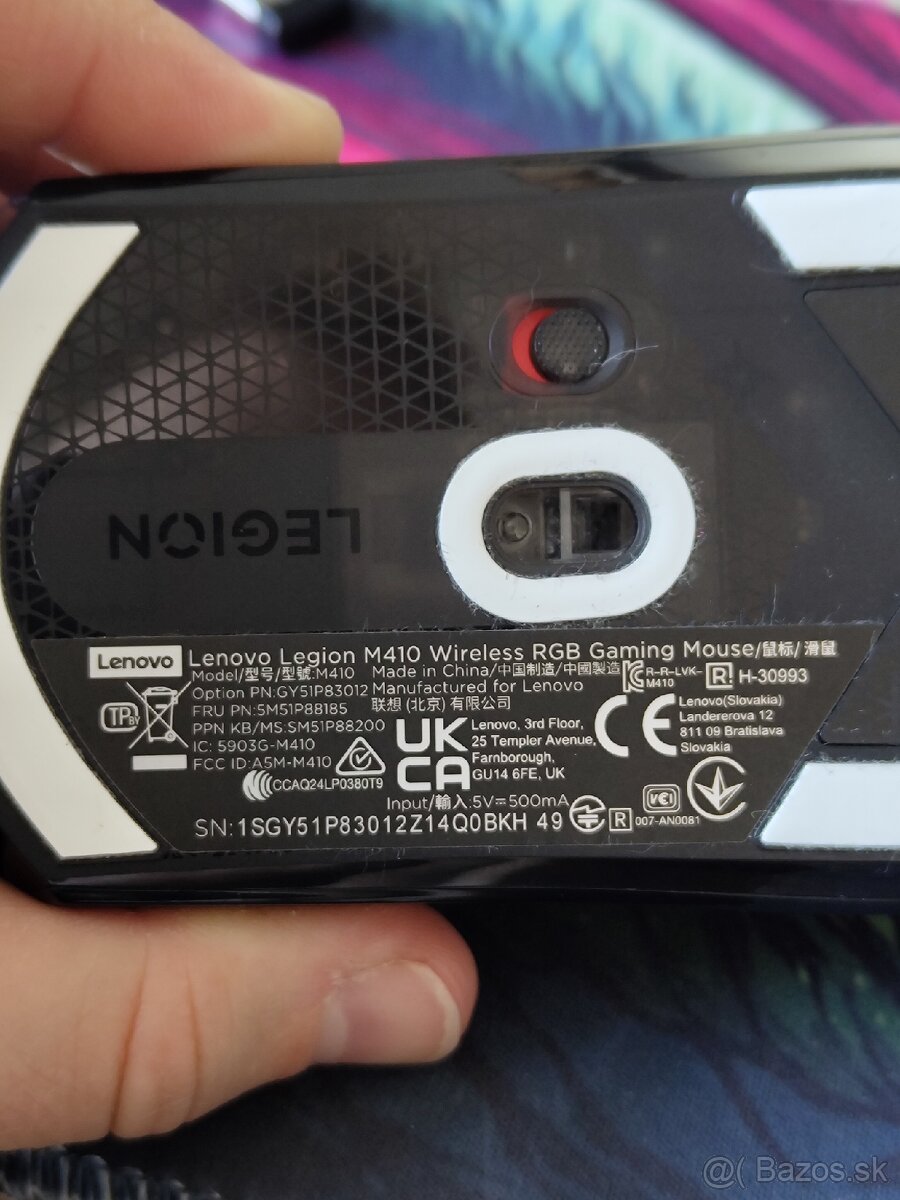 LEGION
Lenovo Lenovo Legion M410 Wireless RGB Gaming Mouse/鼠标/滑鼠
Model/型号/型號:M410 Made in China/中国制造/中國製造 R-R-LVK-M410 R H-30993
Option PN:GY51P83012 Manufactured for Lenovo
FRU PN:5M51P88185 联想 (北京) 有限公司
PPN KB/MS:SM51P88200
IC: 5903G-M410
FCC ID:A5M-M410
TP BY
CCAQ24LP0380T9
UK
CA
Lenovo, 3rd Floor,
25 Templer Avenue,
Farnborough,
GU14 6FE, UK
CE
Lenovo(Slovakia)
Landererova 12
811 09 Bratislava
Slovakia
Input/輸入:5V=500mA
R
VCI
007-AN0081
SN:1SGY51P83012Z14Q0BKH 49
@( Bazos.sk